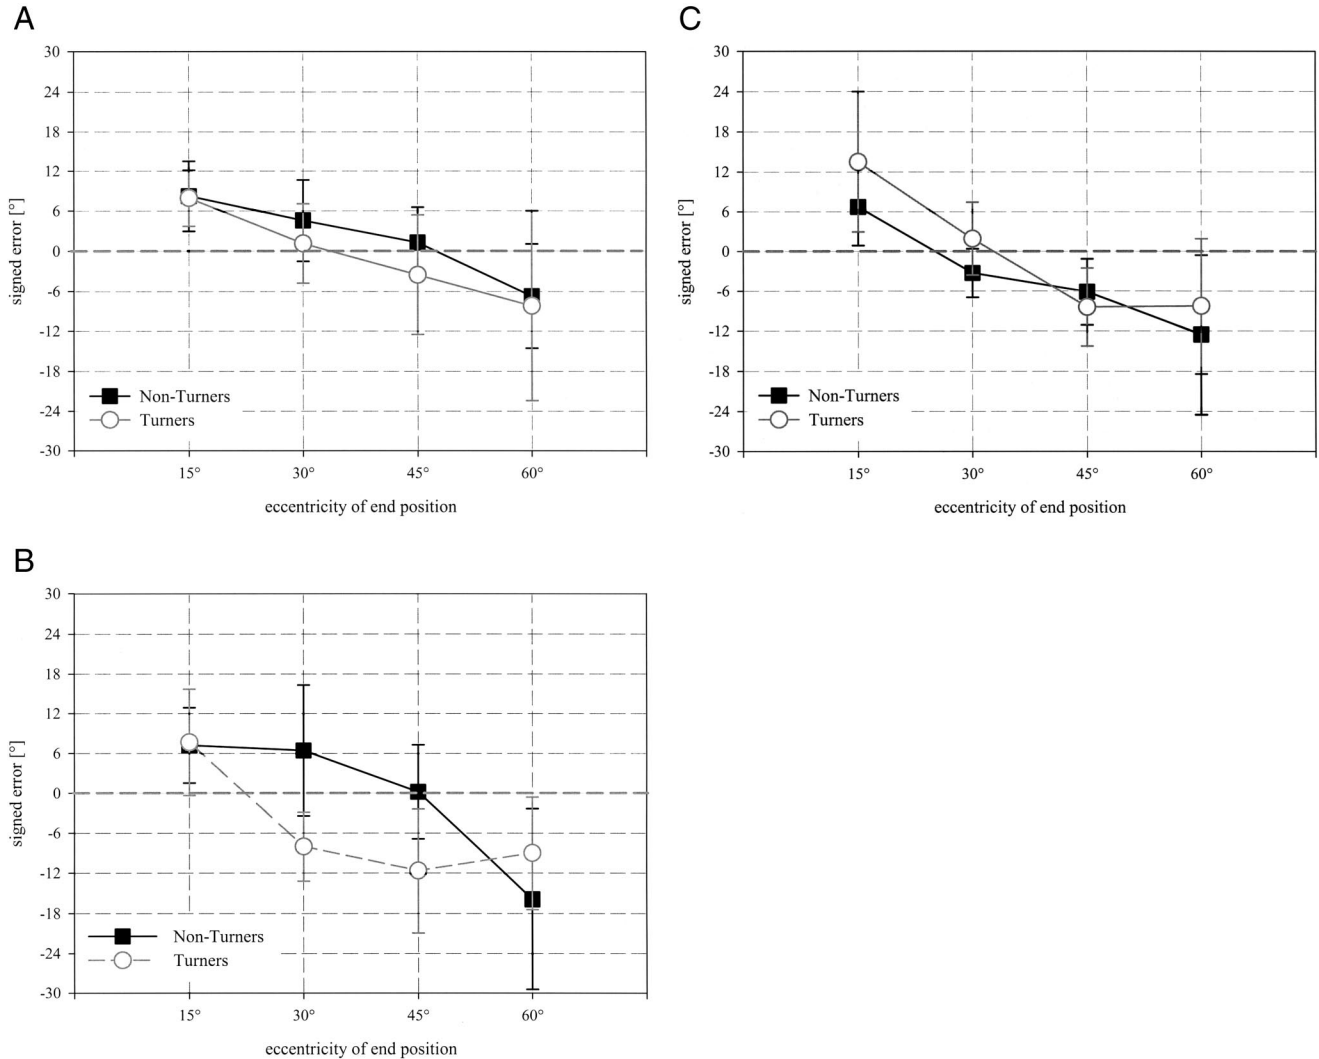 A
30
24
18
12
6
0
-6
-12
-18
-24
-30
signed error [°]
Non-Turners
Turners
15° 30° 45° 60°
eccentricity of end position
C
30
24
18
12
6
0
-6
-12
-18
-24
-30
signed error [°]
Non-Turners
Turners
15° 30° 45° 60°
eccentricity of end position
B
30
24
18
12
6
0
-6
-12
-18
-24
-30
signed error [°]
Non-Turners
Turners
15° 30° 45° 60°
eccentricity of end position